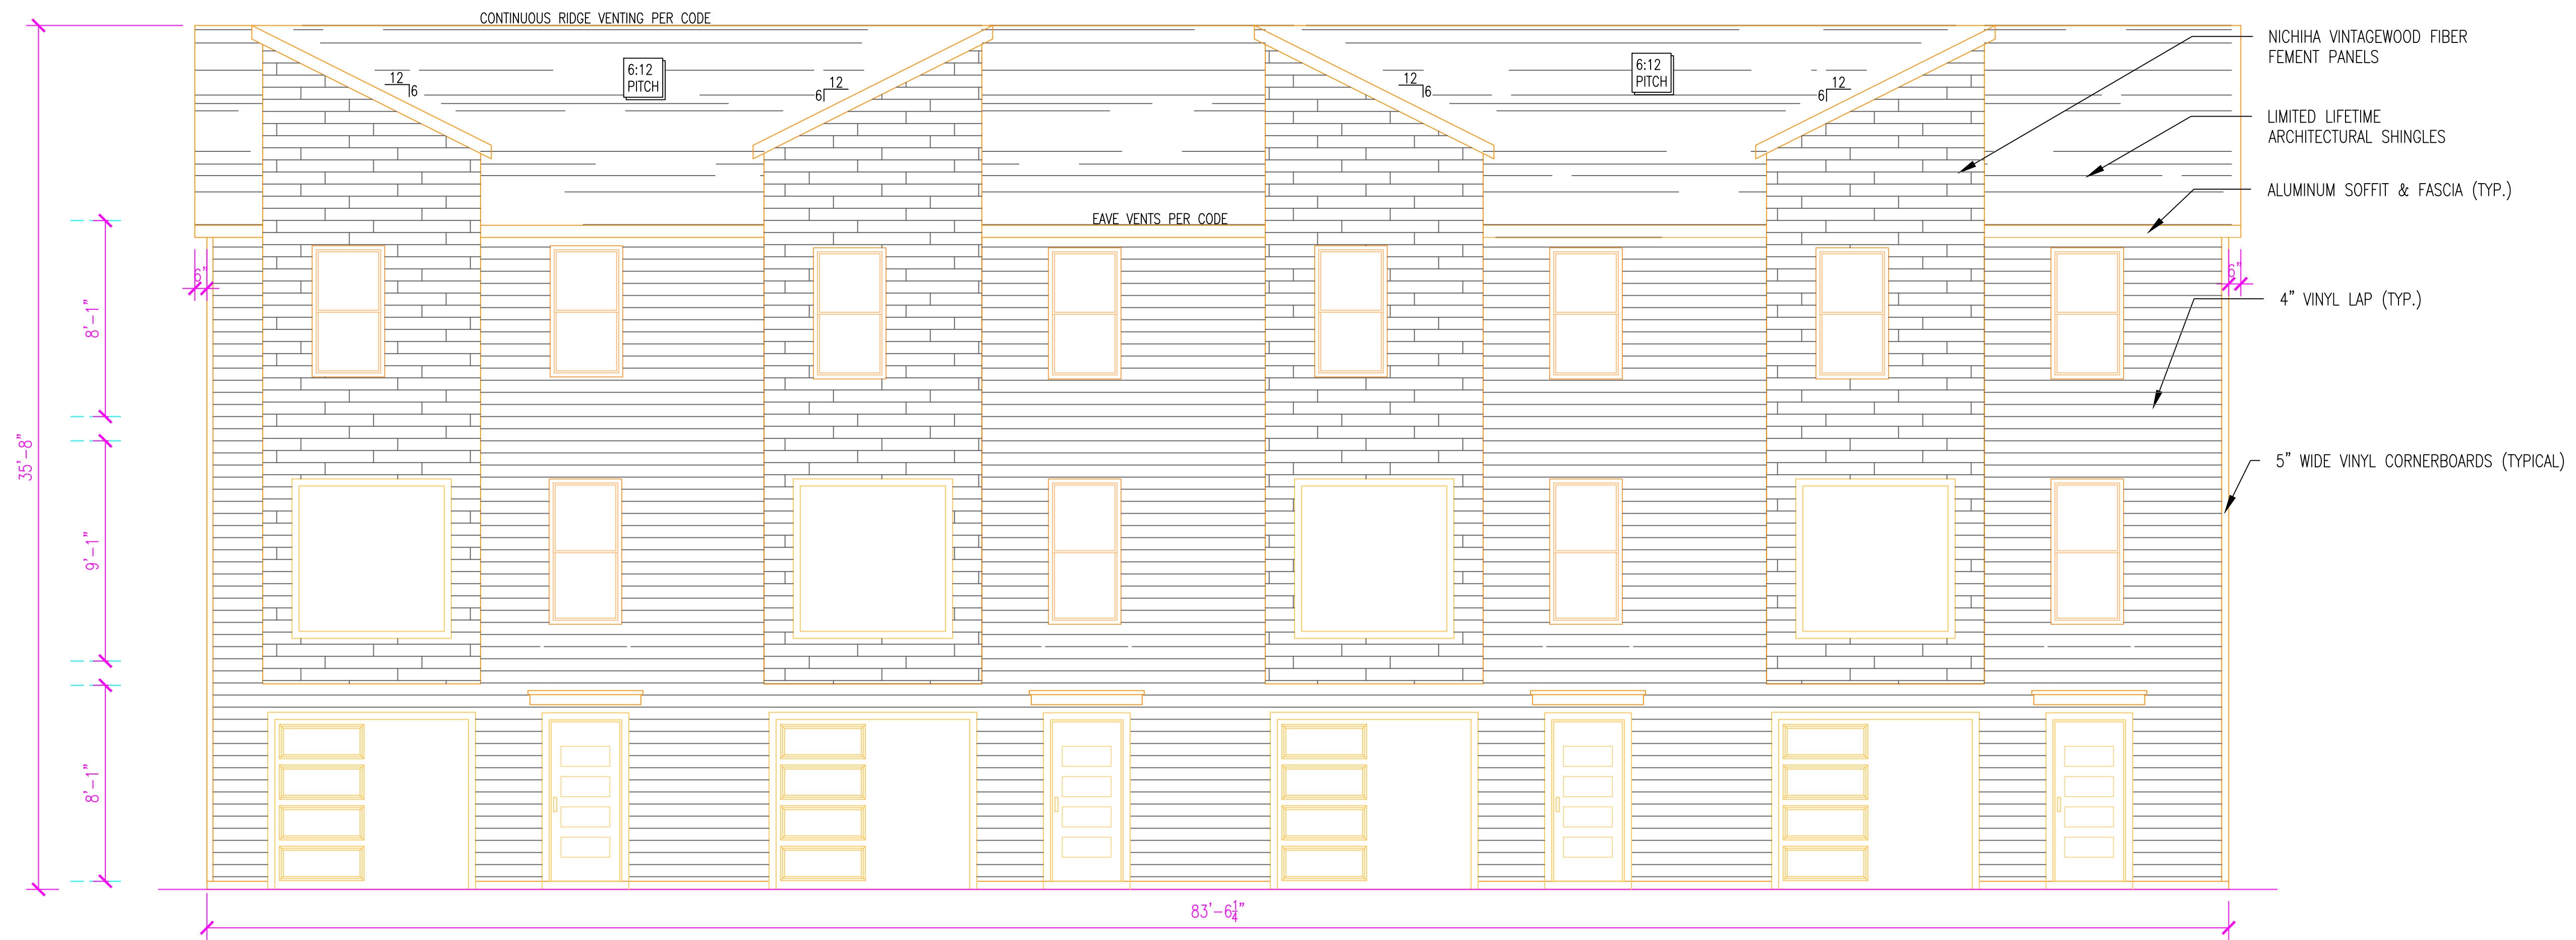 CONTINUOUS RIDGE VENTING PER CODE
6:12
PITCH
12
6
12
6
6:12
PITCH
12
6
12
6
NICHIHA VINTAGEWOOD FIBER
FEMENT PANELS
LIMITED LIFETIME
ARCHITECTURAL SHINGLES
ALUMINUM SOFFIT & FASCIA (TYP.)
EAVE VENTS PER CODE
4" VINYL LAP (TYP.)
5" WIDE VINYL CORNERBOARDS (TYPICAL)
35'-8"
8'-1"
9'-1"
8'-1"
83'-6¼"